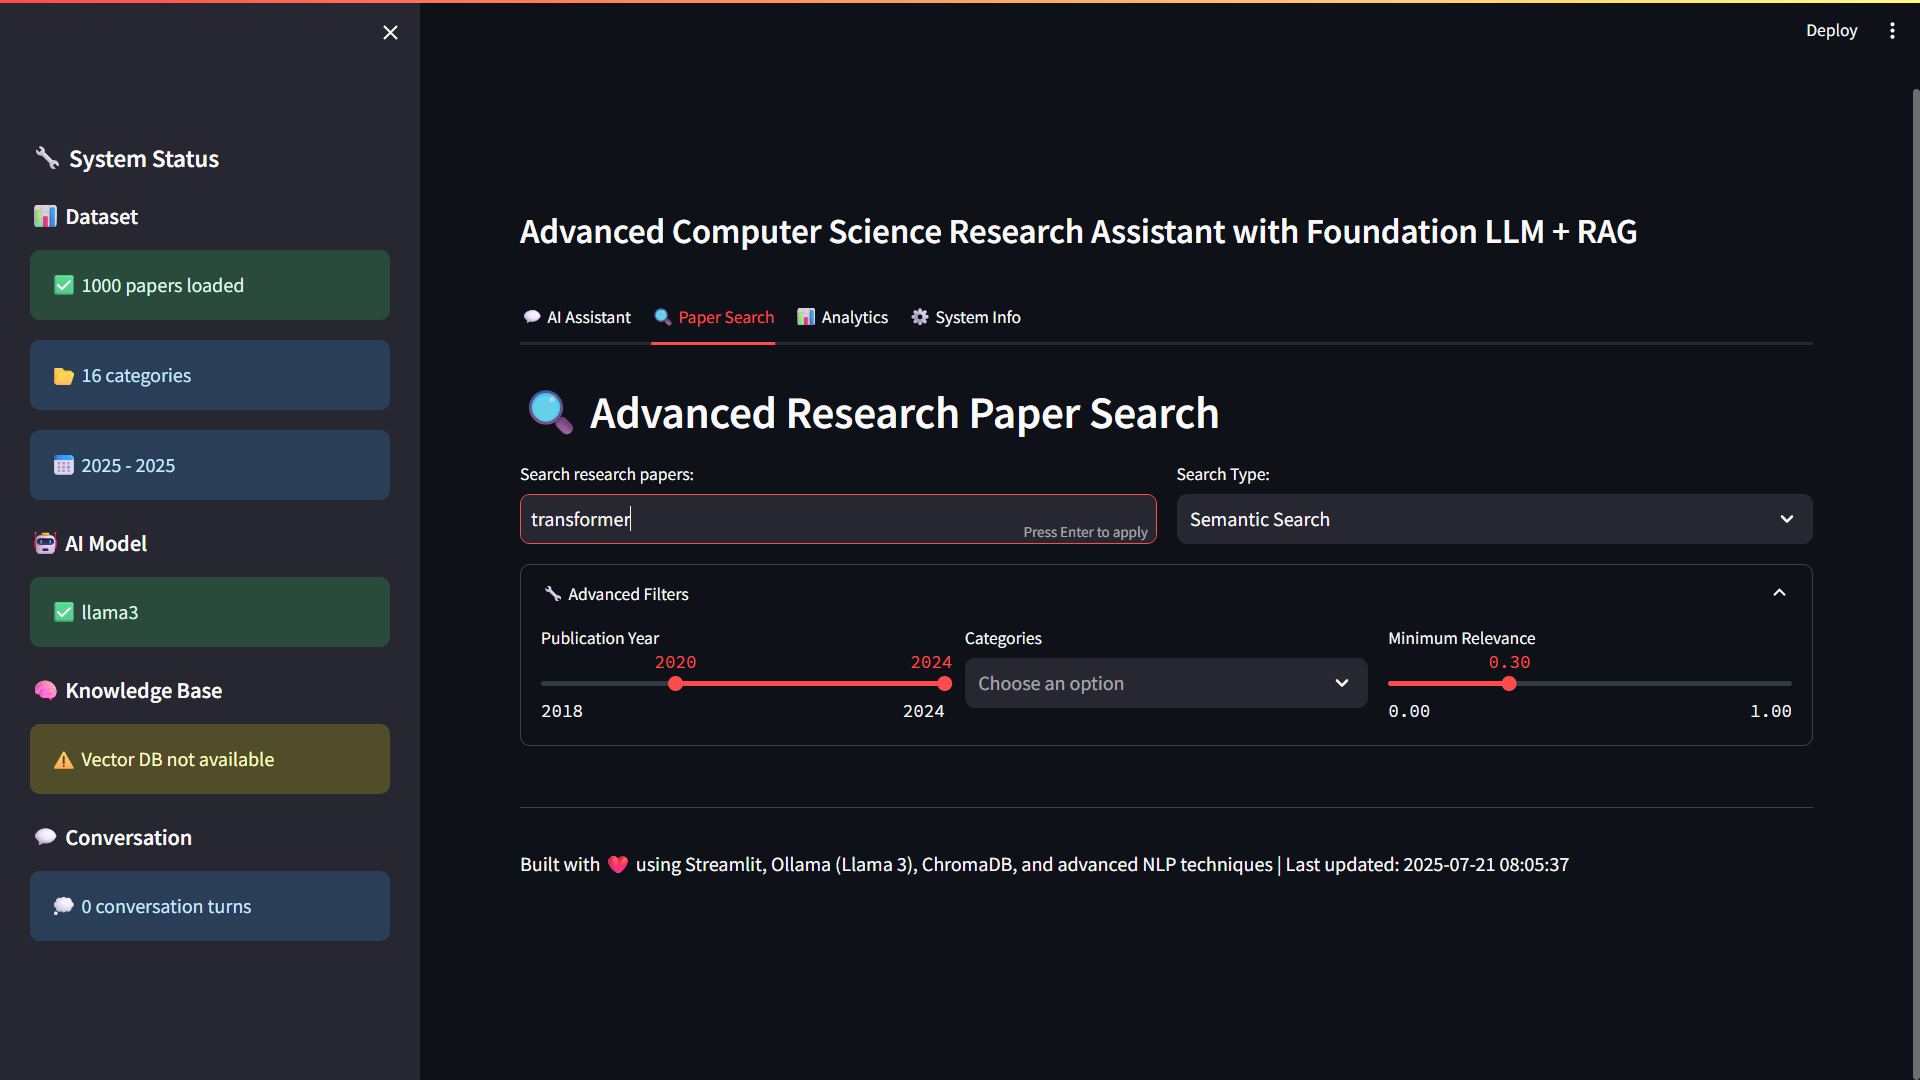 Deploy
System Status
Dataset
1000 papers loaded
16 categories
2025 - 2025
AI Model
llama3
Knowledge Base
Vector DB not available
Conversation
0 conversation turns
Advanced Computer Science Research Assistant with Foundation LLM + RAG
AI Assistant Paper Search Analytics System Info
Advanced Research Paper Search
Search research papers: Search Type:
transformer Press Enter to apply Semantic Search
Advanced Filters
Publication Year Categories Minimum Relevance
2020 2024 0.30
Choose an option
2018 2024 0.00 1.00
Built with ❤️ using Streamlit, Ollama (Llama 3), ChromaDB, and advanced NLP techniques | Last updated: 2025-07-21 08:05:37